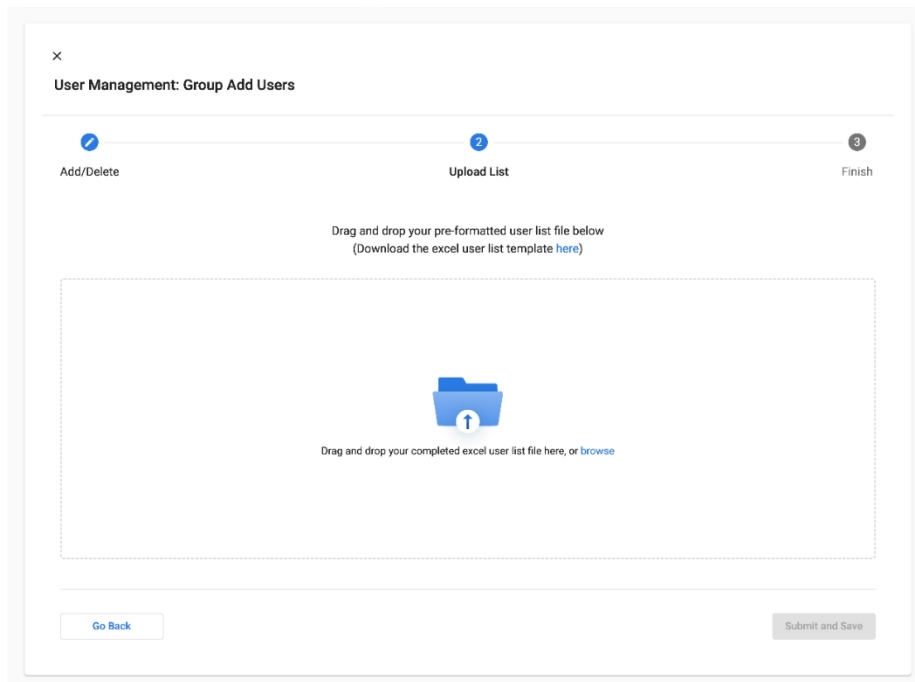 User Management: Group Add Users
2
3
Add/Delete
Upload List
Finish
Drag and drop your pre-formatted user list file below
(Download the excel user list template here)
Drag and drop your completed excel user list file here, or browse
Go Back
Submit and Save